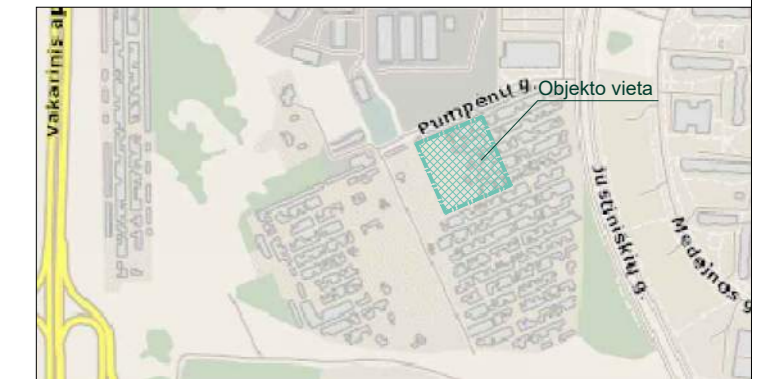 Vakarinis ap
Pumpėnų g.
Objekto vieta
Justiniškių g.
Medeinos g